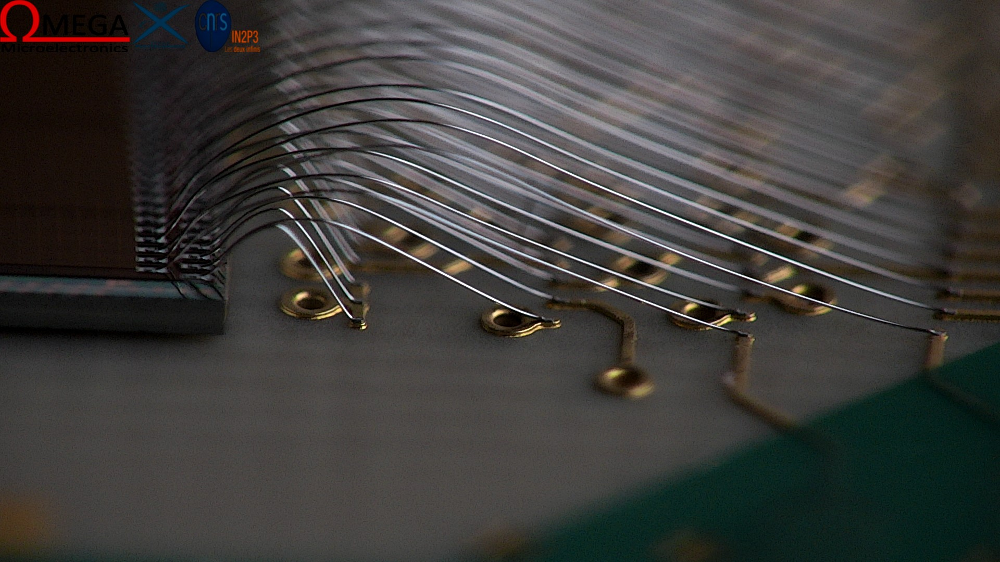 ΩMEGA
Microelectronics
cnrs
IN2P3
Les deux infinis